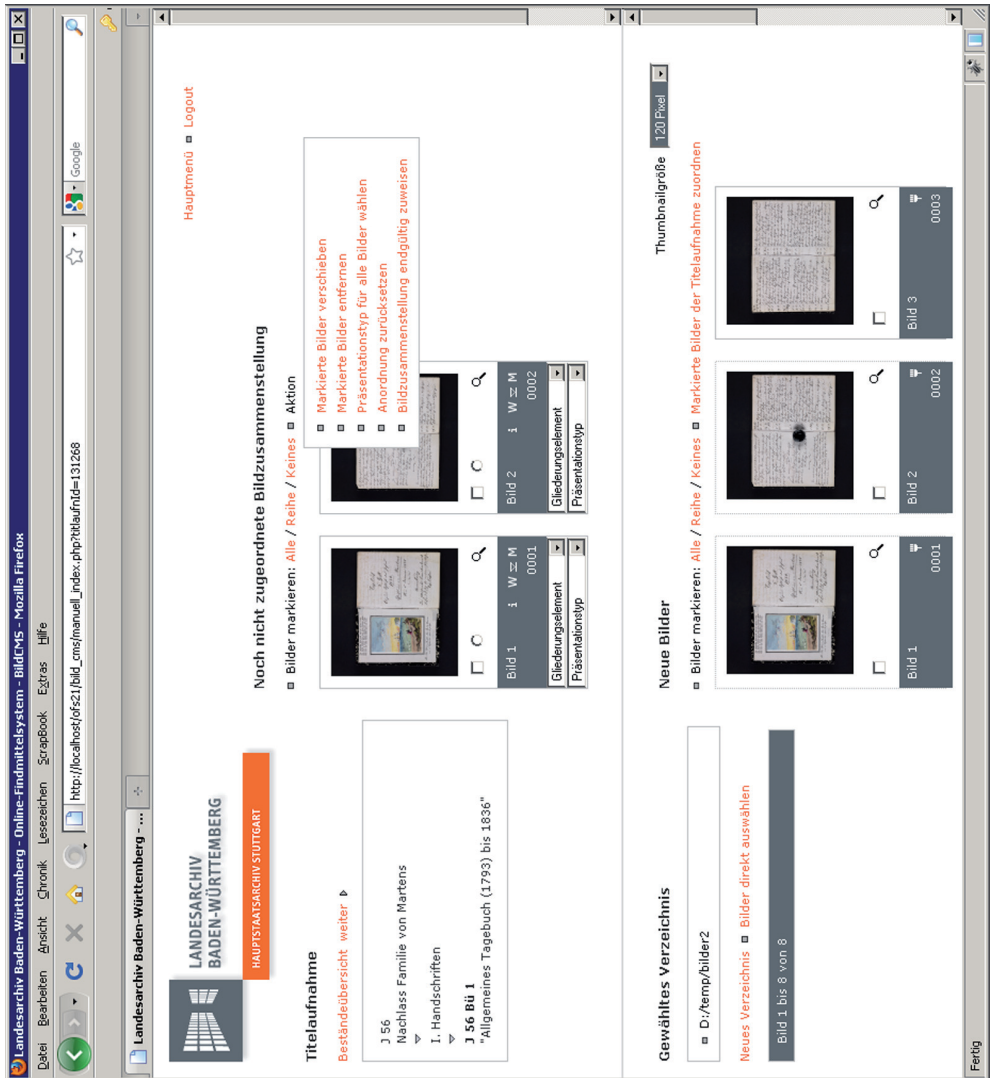 Landesarchiv Baden-Württemberg - Online-Findmittelsystem - BildCMS - Mozilla Firefox
Datei Bearbeiten Ansicht Chronik Lesezeichen ScrapBook Extras Hilfe
http://localhost/ofs21/bild_cms/manuell_index.php?titlaufnId=131268
Google
Landesarchiv Baden-Württemberg - ...
LANDESARCHIV
BADEN-WÜRTTEMBERG
HAUPTSTAATSARCHIV STUTTGART
Hauptmenü Logout
Titelaufnahme
Beständeübersicht weiter
J 56
Nachlass Familie von Martens
I. Handschriften
J 56 Bü 1
"Allgemeines Tagebuch (1793) bis 1836"
Noch nicht zugeordnete Bildzusammenstellung
Bilder markieren: Alle / Reihe / Keines Aktion
Markierte Bilder verschieben
Markierte Bilder entfernen
Präsentationstyp für alle Bilder wählen
Anordnung zurücksetzen
Bildzusammenstellung endgültig zuweisen
Bild 1 i W M
0001
Gliederungselement
Präsentationstyp
Bild 2 i W M
0002
Gliederungselement
Präsentationstyp
Gewähltes Verzeichnis
D:/temp/bilder2
Neues Verzeichnis Bilder direkt auswählen
Bild 1 bis 8 von 8
Neue Bilder
Thumbnailgröße 120 Pixel
Bilder markieren: Alle / Reihe / Keines Markierte Bilder der Titelaufnahme zuordnen
Bild 1
0001
Bild 2
0002
Bild 3
0003
Fertig